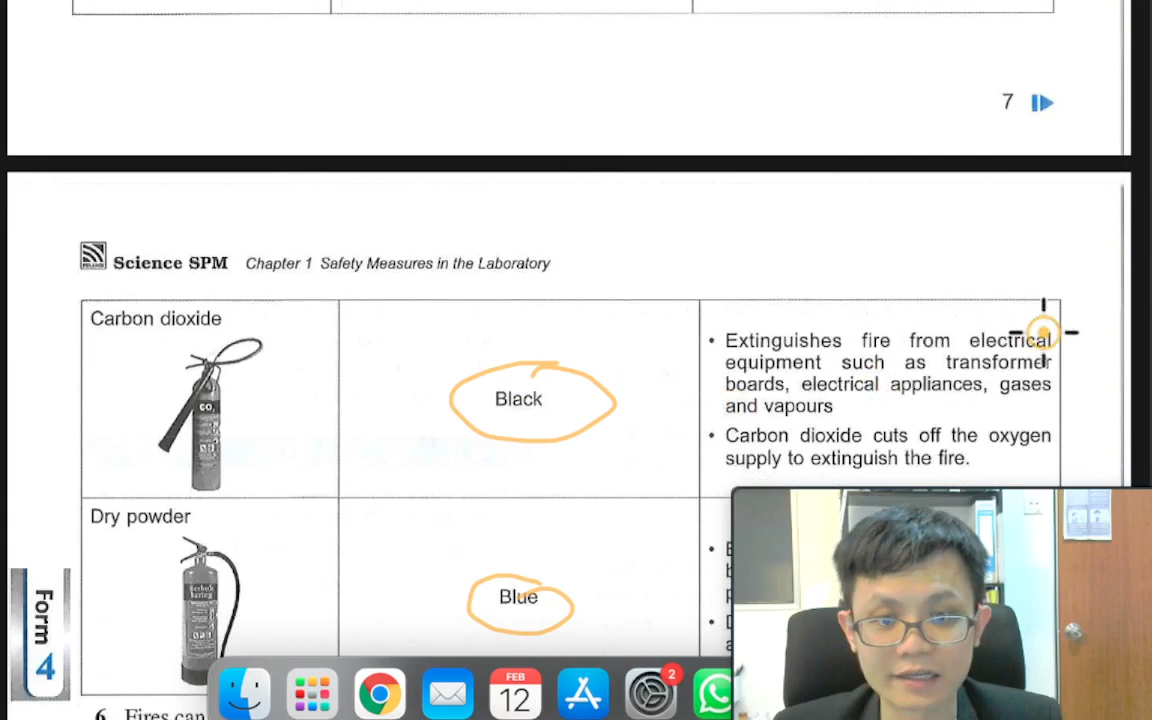 7
PELANGI
Science SPM Chapter 1 Safety Measures in the Laboratory
Carbon dioxide
CO₂
Black
• Extinguishes fire from electrical
equipment such as transformer
boards, electrical appliances, gases
and vapours
• Carbon dioxide cuts off the oxygen
supply to extinguish the fire.
Dry powder
Blue
Form 4
6. Fires can
FEB
12
2